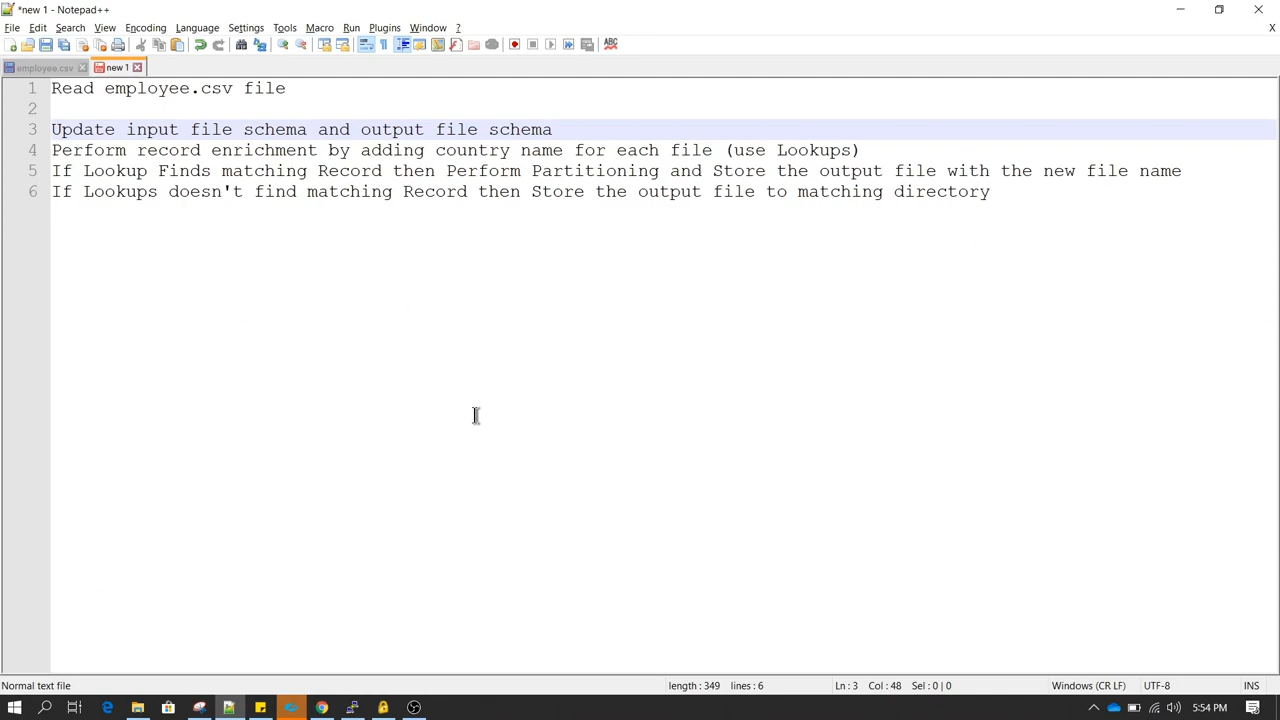 *new 1 - Notepad++
File Edit Search View Encoding Language Settings Tools Macro Run Plugins Window ? X
employee.csv new 1
1 Read employee.csv file
2
3 Update input file schema and output file schema
4 Perform record enrichment by adding country name for each file (use Lookups)
5 If Lookup Finds matching Record then Perform Partitioning and Store the output file with the new file name
6 If Lookups doesn't find matching Record then Store the output file to matching directory
Normal text file length : 349 lines : 6 Ln : 3 Col : 48 Sel : 0 | 0 Windows (CR LF) UTF-8 INS
5:54 PM